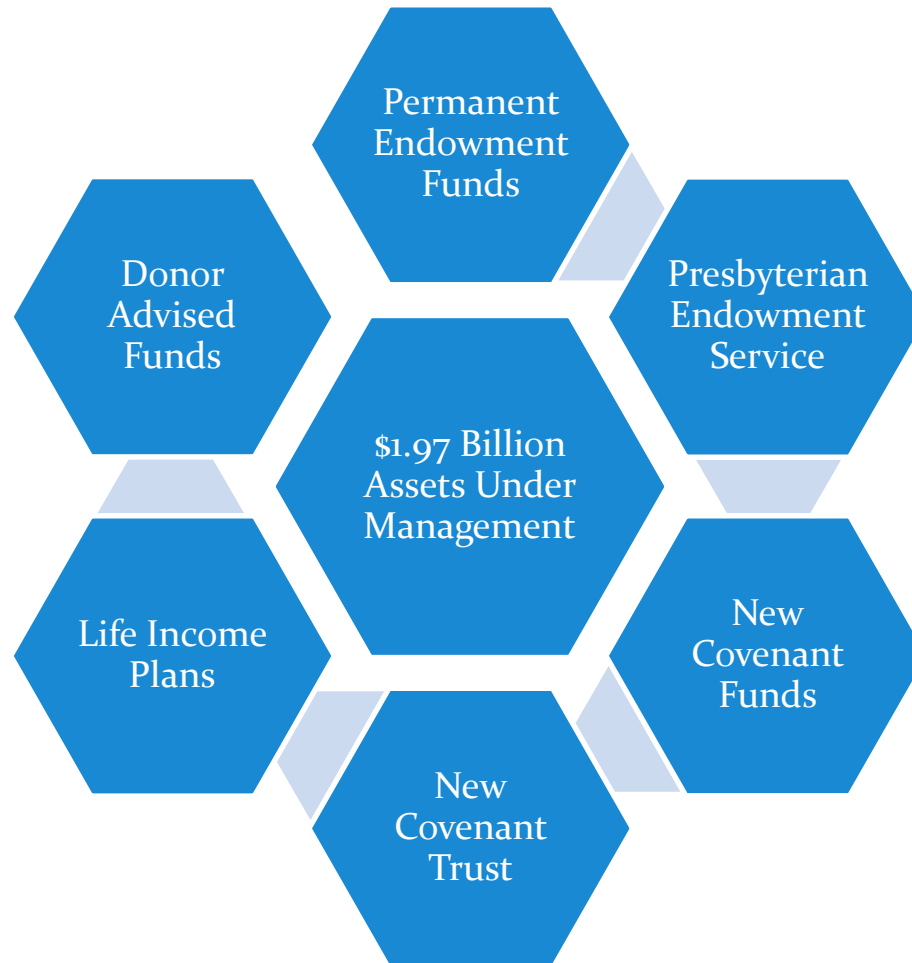 Permanent
Endowment
Funds
Presbyterian
Endowment
Service
New
Covenant
Funds
New
Covenant
Trust
Life Income
Plans
Donor
Advised
Funds
$1.97 Billion
Assets Under
Management